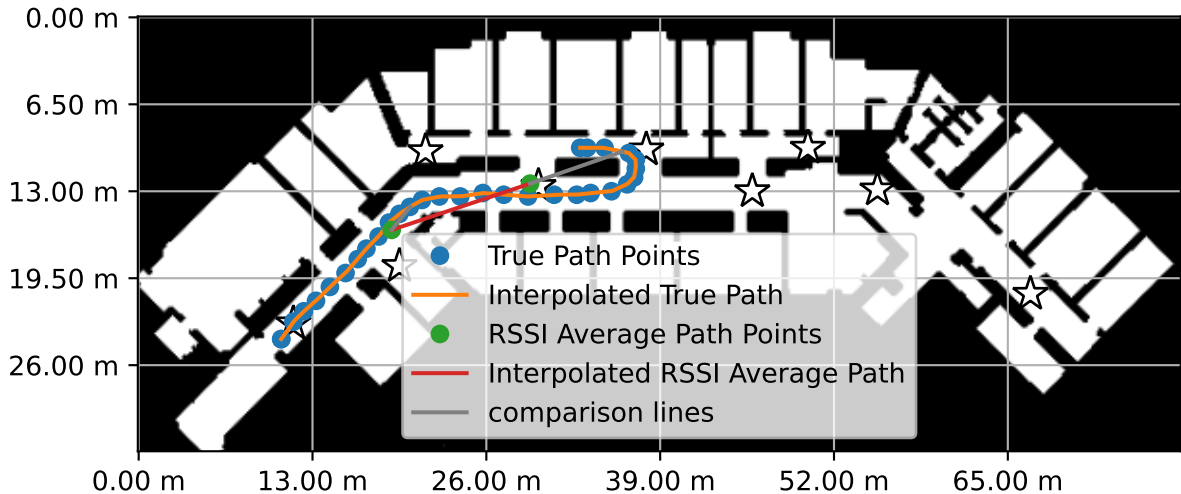 0.00 m
6.50 m
13.00 m
19.50 m
26.00 m
True Path Points
Interpolated True Path
RSSI Average Path Points
Interpolated RSSI Average Path
comparison lines
0.00 m 13.00 m 26.00 m 39.00 m 52.00 m 65.00 m